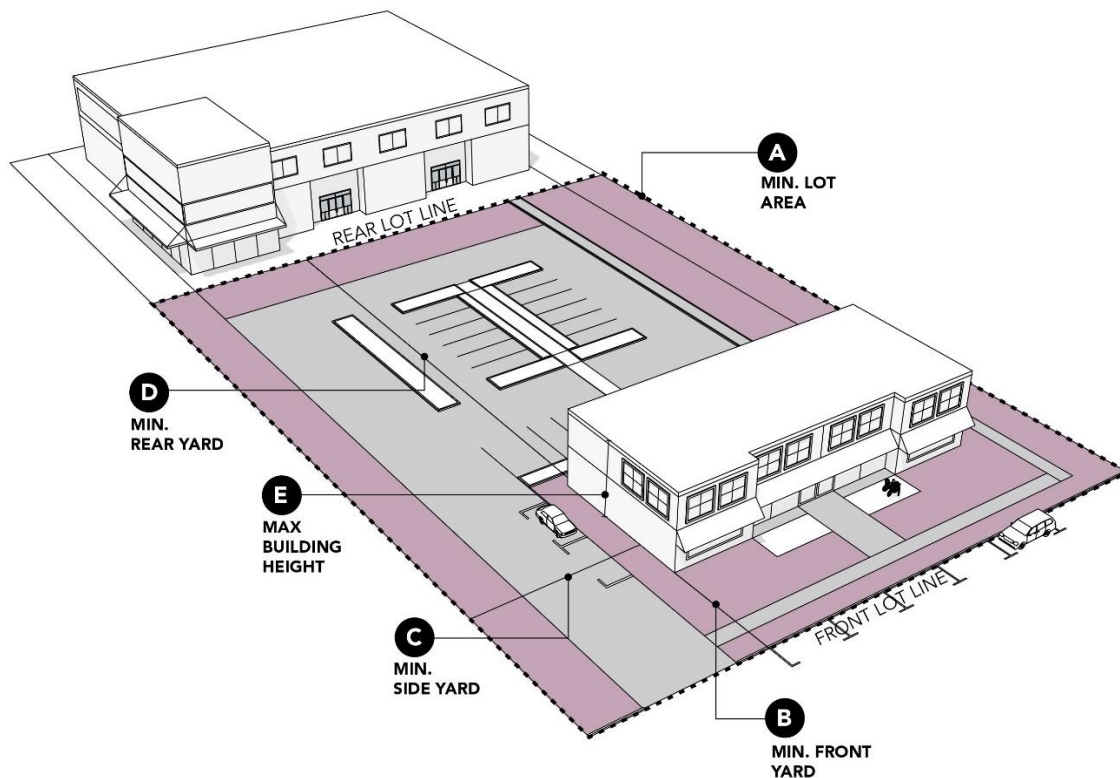 A
MIN. LOT
AREA
REAR LOT LINE
D
MIN.
REAR YARD
E
MAX
BUILDING
HEIGHT
C
MIN.
SIDE YARD
FRONT LOT LINE
B
MIN. FRONT
YARD